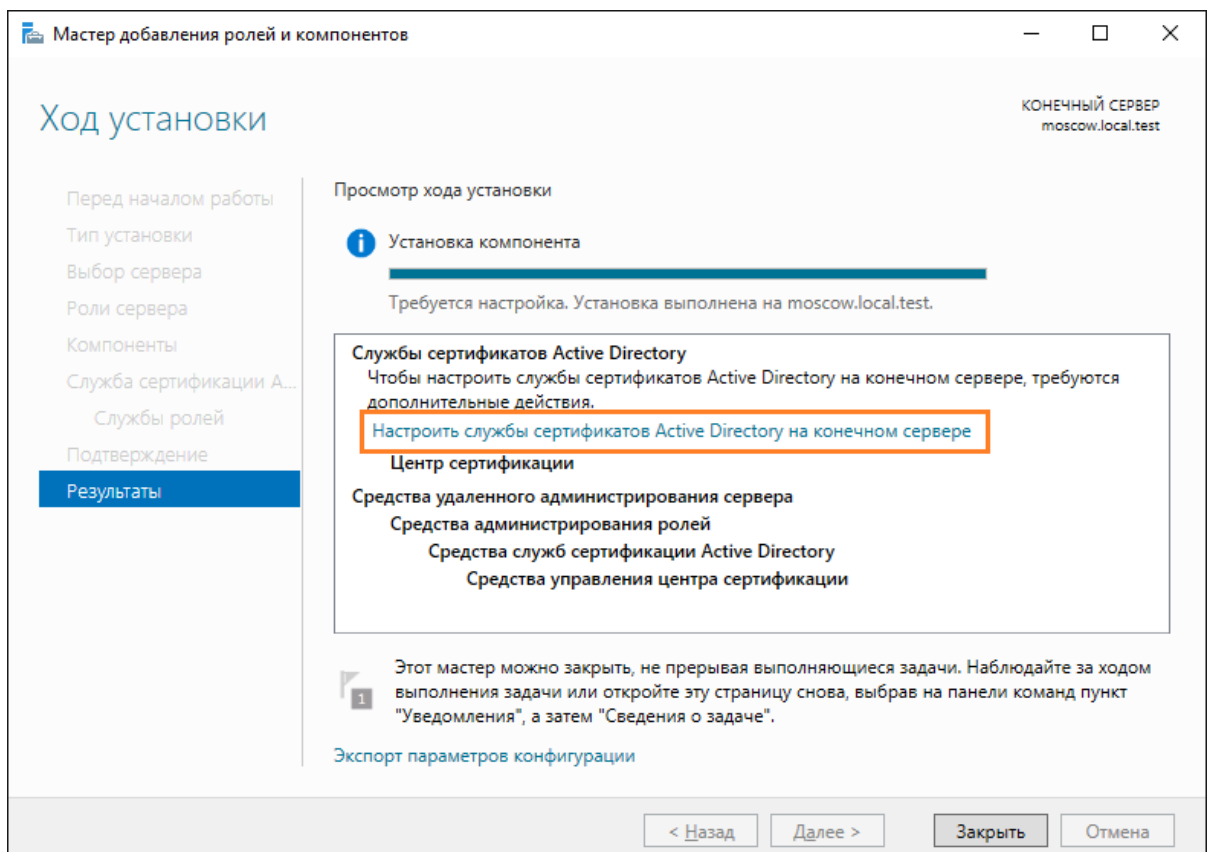 Мастер добавления ролей и компонентов
Ход установки
КОНЕЧНЫЙ СЕРВЕР
moscow.local.test
Перед началом работы
Тип установки
Выбор сервера
Роли сервера
Компоненты
Служба сертификации A...
Службы ролей
Подтверждение
Результаты
Просмотр хода установки
Установка компонента
Требуется настройка. Установка выполнена на moscow.local.test.
Службы сертификатов Active Directory
Чтобы настроить службы сертификатов Active Directory на конечном сервере, требуются
дополнительные действия.
Настроить службы сертификатов Active Directory на конечном сервере
Центр сертификации
Средства удаленного администрирования сервера
Средства администрирования ролей
Средства служб сертификации Active Directory
Средства управления центра сертификации
1
Этот мастер можно закрыть, не прерывая выполняющиеся задачи. Наблюдайте за ходом
выполнения задачи или откройте эту страницу снова, выбрав на панели команд пункт
"Уведомления", а затем "Сведения о задаче".
Экспорт параметров конфигурации
< Назад
Далее >
Закрыть
Отмена